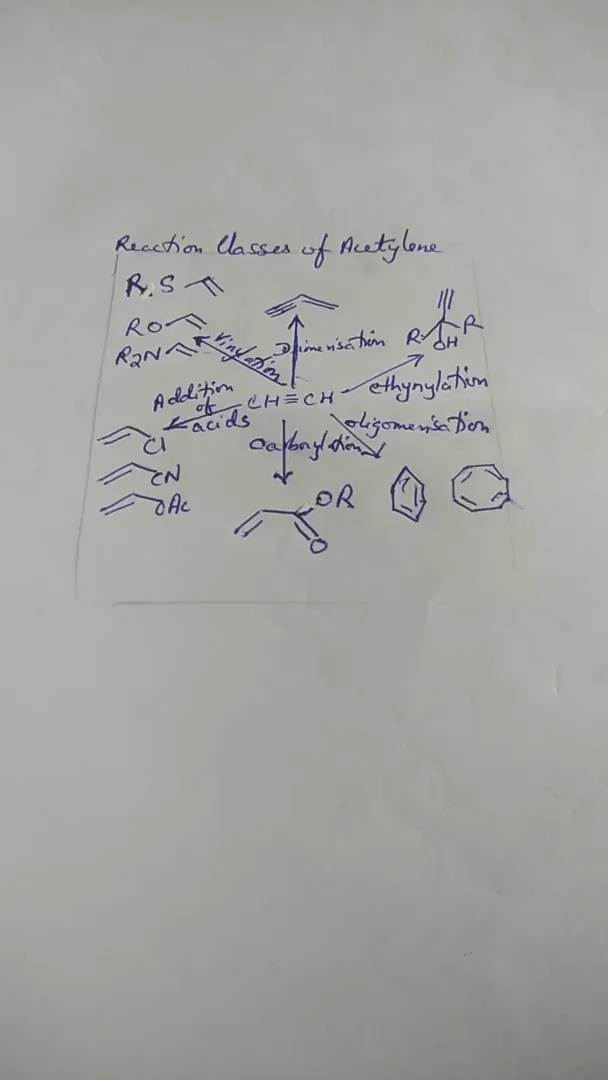 Reaction Classes of Acetylene
R.S
RO
R2N
Vinylation
Dimerisation
R
R
OH
ethynylation
Addition
of
acids
CH≡CH
oligomerisation
Carbonylation
Cl
CN
OAc
OR
O